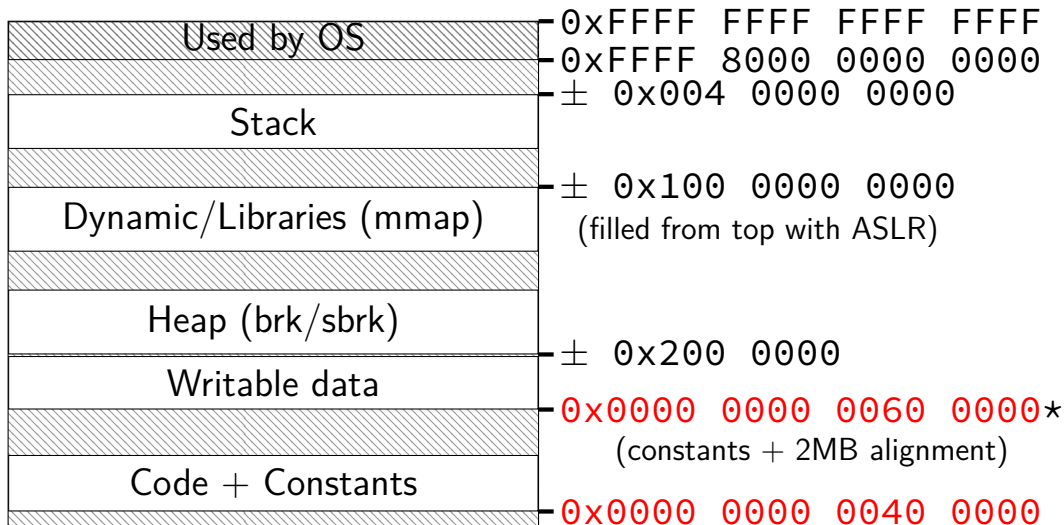 Used by OS
0xFFFF FFFF FFFF FFFF
0xFFFF 8000 0000 0000
± 0x004 0000 0000
Stack
± 0x100 0000 0000
Dynamic/Libraries (mmap)
(filled from top with ASLR)
Heap (brk/sbrk)
± 0x200 0000
Writable data
0x0000 0000 0060 0000*
(constants + 2MB alignment)
Code + Constants
0x0000 0000 0040 0000